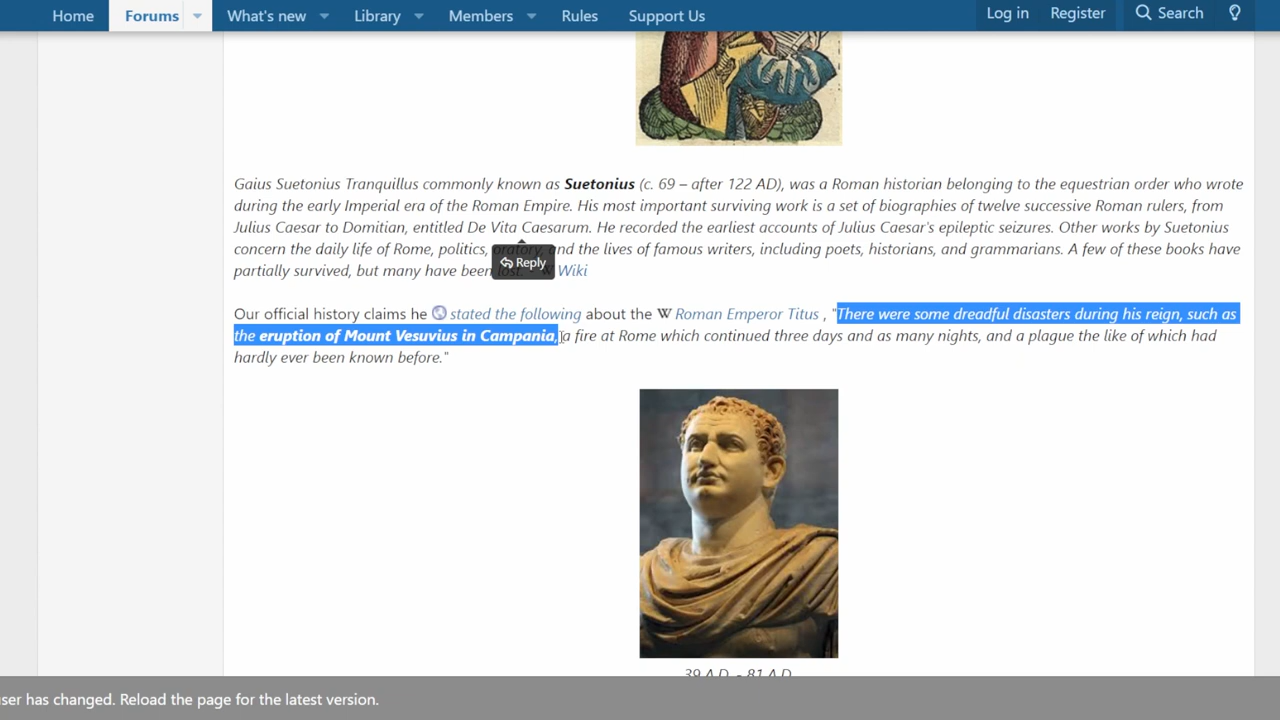 Home Forums What's new Library Members Rules Support Us Log in Register Search
Gaius Suetonius Tranquillus commonly known as Suetonius (c. 69 – after 122 AD), was a Roman historian belonging to the equestrian order who wrote
during the early Imperial era of the Roman Empire. His most important surviving work is a set of biographies of twelve successive Roman rulers, from
Julius Caesar to Domitian, entitled De Vita Caesarum. He recorded the earliest accounts of Julius Caesar's epileptic seizures. Other works by Suetonius
concern the daily life of Rome, politics, oratory, and the lives of famous writers, including poets, historians, and grammarians. A few of these books have
partially survived, but many have been lost. W Wiki
Reply
Our official history claims he stated the following about the W Roman Emperor Titus , "There were some dreadful disasters during his reign, such as
the eruption of Mount Vesuvius in Campania, a fire at Rome which continued three days and as many nights, and a plague the like of which had
hardly ever been known before."
39 A.D. - 81 A.D.
ser has changed. Reload the page for the latest version.